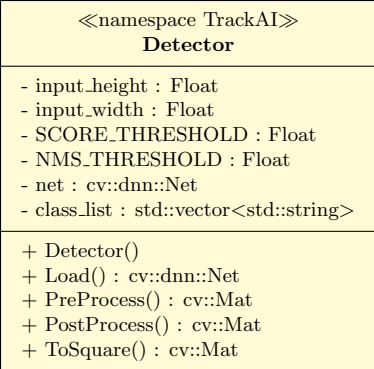 ≪namespace TrackAI≫
Detector
- input_height : Float
- input_width : Float
- SCORE_THRESHOLD : Float
- NMS_THRESHOLD : Float
- net : cv::dnn::Net
- class_list : std::vector<std::string>
+ Detector()
+ Load() : cv::dnn::Net
+ PreProcess() : cv::Mat
+ PostProcess() : cv::Mat
+ ToSquare() : cv::Mat